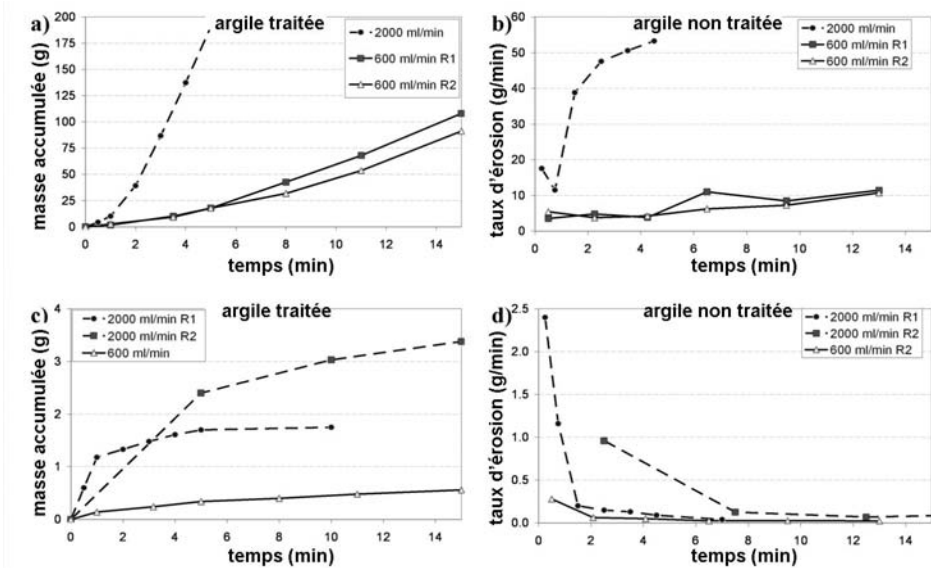 a)
argile traitée
masse accumulée (g)
200
175
150
125
100
75
50
25
0
0 2 4 6 8 10 12 14
temps (min)
2000 ml/min
600 ml/min R1
600 ml/min R2
b)
argile non traitée
taux d'érosion (g/min)
60
50
40
30
20
10
0
0 2 4 6 8 10 12 14
temps (min)
2000 ml/min
600 ml/min R1
600 ml/min R2
c)
argile traitée
masse accumulée (g)
4
3
2
1
0
0 2 4 6 8 10 12 14
temps (min)
2000 ml/min R1
2000 ml/min R2
600 ml/min
d)
argile non traitée
taux d'érosion (g/min)
2.5
2.0
1.5
1.0
0.5
0.0
0 2 4 6 8 10 12 14
temps (min)
2000 ml/min R1
2000 ml/min R2
600 ml/min R2